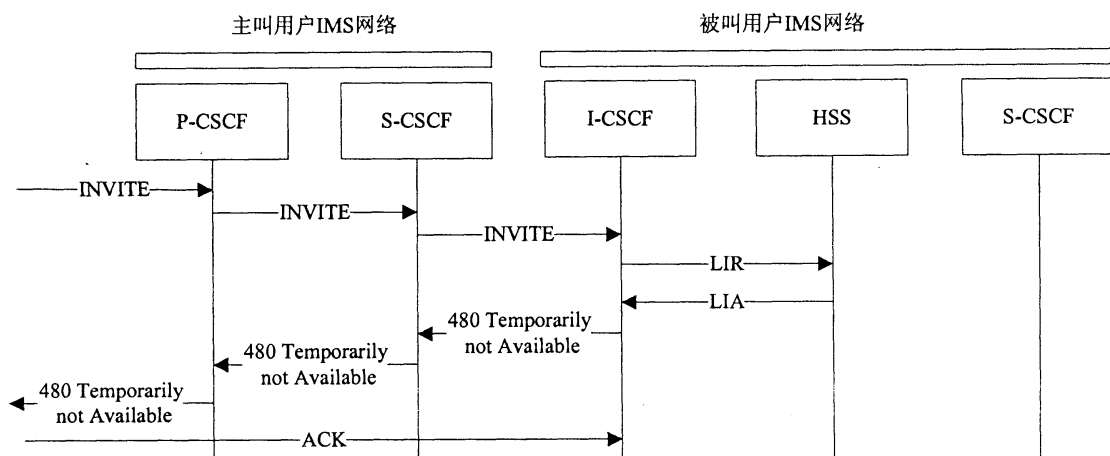 主叫用户IMS网络
被叫用户IMS网络
P-CSCF
S-CSCF
I-CSCF
HSS
S-CSCF
INVITE
INVITE
INVITE
LIR
LIA
480 Temporarily
not Available
480 Temporarily
not Available
480 Temporarily
not Available
ACK